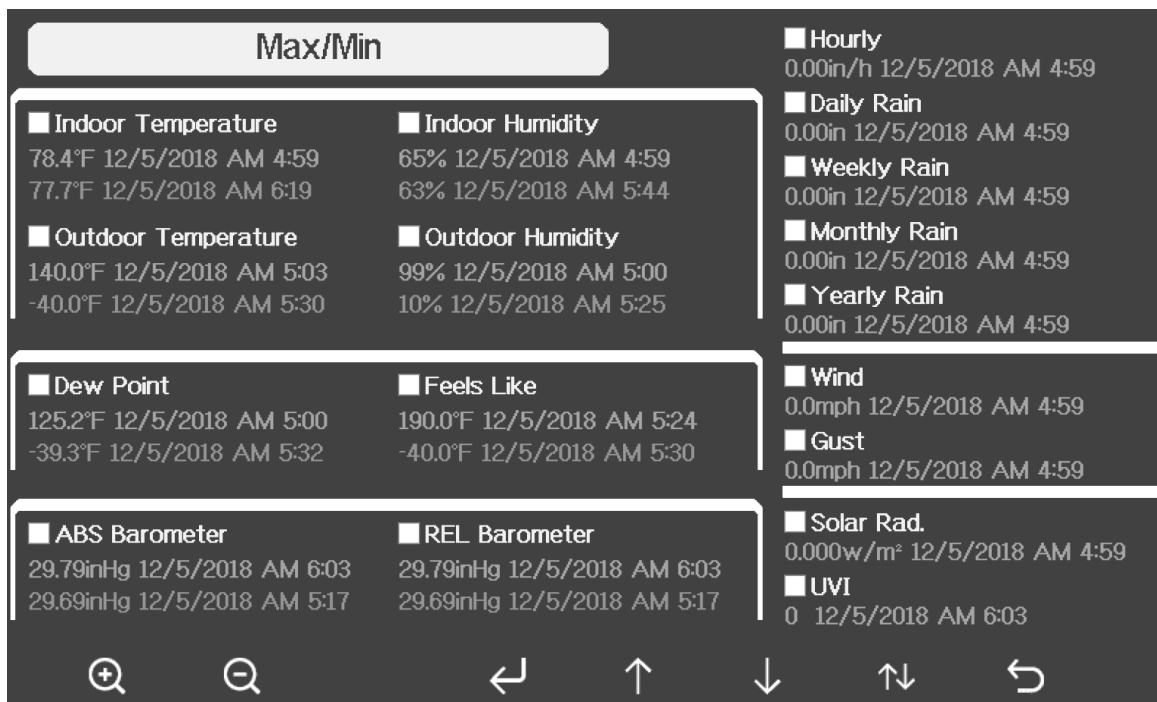 Max/Min
Indoor Temperature
78.4°F 12/5/2018 AM 4:59
77.7°F 12/5/2018 AM 6:19
Indoor Humidity
65% 12/5/2018 AM 4:59
63% 12/5/2018 AM 5:44
Outdoor Temperature
140.0°F 12/5/2018 AM 5:03
-40.0°F 12/5/2018 AM 5:30
Outdoor Humidity
99% 12/5/2018 AM 5:00
10% 12/5/2018 AM 5:25
Dew Point
125.2°F 12/5/2018 AM 5:00
-39.3°F 12/5/2018 AM 5:32
Feels Like
190.0°F 12/5/2018 AM 5:24
-40.0°F 12/5/2018 AM 5:30
ABS Barometer
29.79inHg 12/5/2018 AM 6:03
29.69inHg 12/5/2018 AM 5:17
REL Barometer
29.79inHg 12/5/2018 AM 6:03
29.69inHg 12/5/2018 AM 5:17
Hourly
0.00in/h 12/5/2018 AM 4:59
Daily Rain
0.00in 12/5/2018 AM 4:59
Weekly Rain
0.00in 12/5/2018 AM 4:59
Monthly Rain
0.00in 12/5/2018 AM 4:59
Yearly Rain
0.00in 12/5/2018 AM 4:59
Wind
0.0mph 12/5/2018 AM 4:59
Gust
0.0mph 12/5/2018 AM 4:59
Solar Rad.
0.000w/m² 12/5/2018 AM 4:59
UVI
0 12/5/2018 AM 6:03